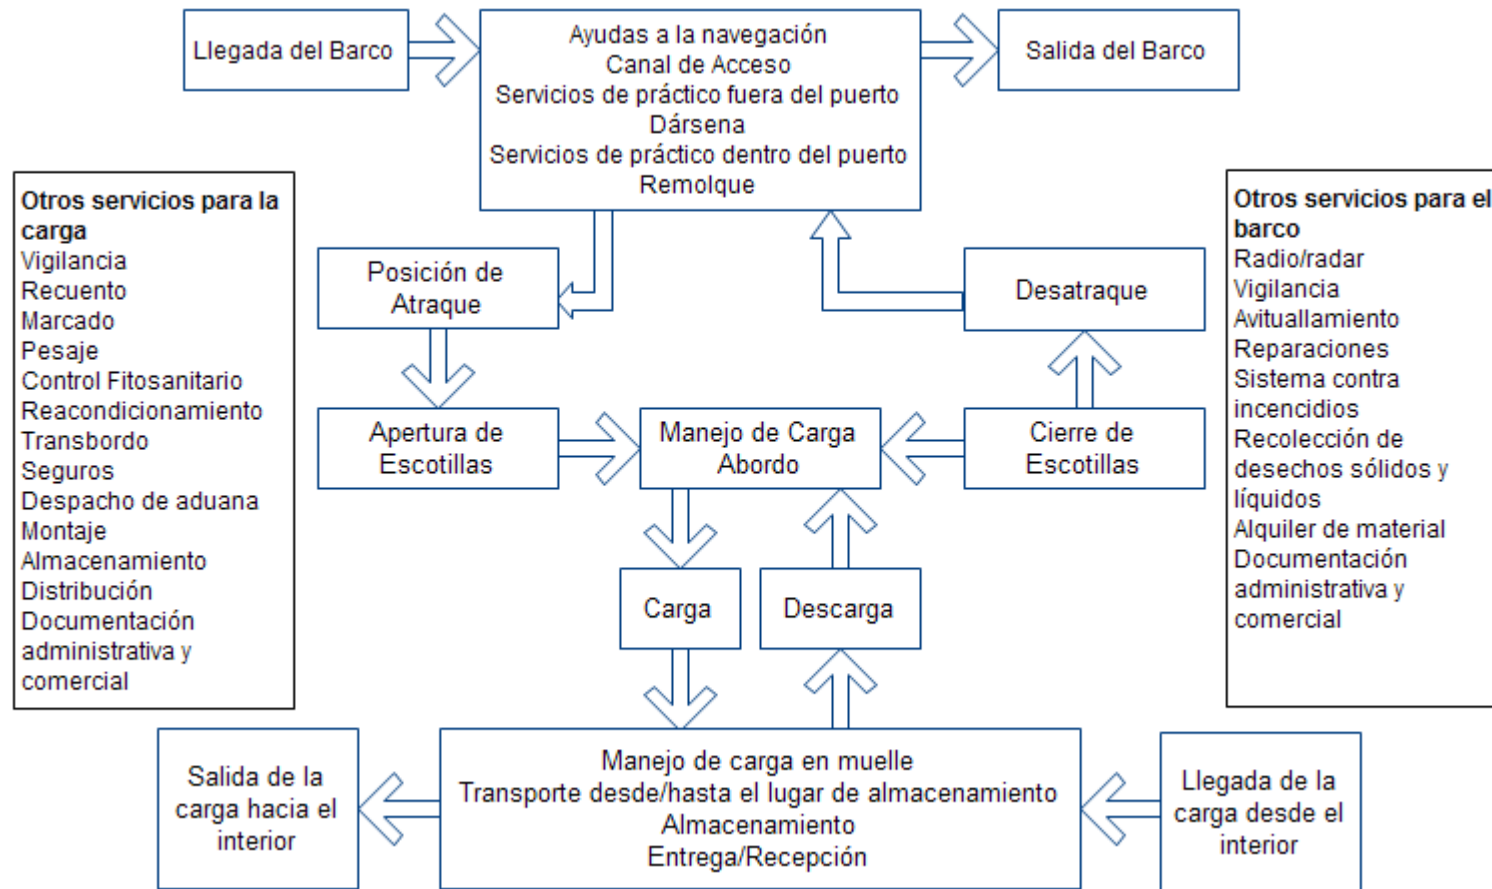 Llegada del Barco
Ayudas a la navegación
Canal de Acceso
Servicios de práctico fuera del puerto
Dársena
Servicios de práctico dentro del puerto
Remolque
Salida del Barco
Otros servicios para la
carga
Vigilancia
Recuento
Marcado
Pesaje
Control Fitosanitario
Reacondicionamiento
Transbordo
Seguros
Despacho de aduana
Montaje
Almacenamiento
Distribución
Documentación
administrativa y
comercial
Posición de
Atraque
Desatraque
Apertura de
Escotillas
Manejo de Carga
Abordo
Cierre de
Escotillas
Carga
Descarga
Otros servicios para el
barco
Radio/radar
Vigilancia
Avituallamiento
Reparaciones
Sistema contra
incencidios
Recolección de
desechos sólidos y
líquidos
Alquiler de material
Documentación
administrativa y
comercial
Salida de la
carga hacia el
interior
Manejo de carga en muelle
Transporte desde/hasta el lugar de almacenamiento
Almacenamiento
Entrega/Recepción
Llegada de la
carga desde el
interior